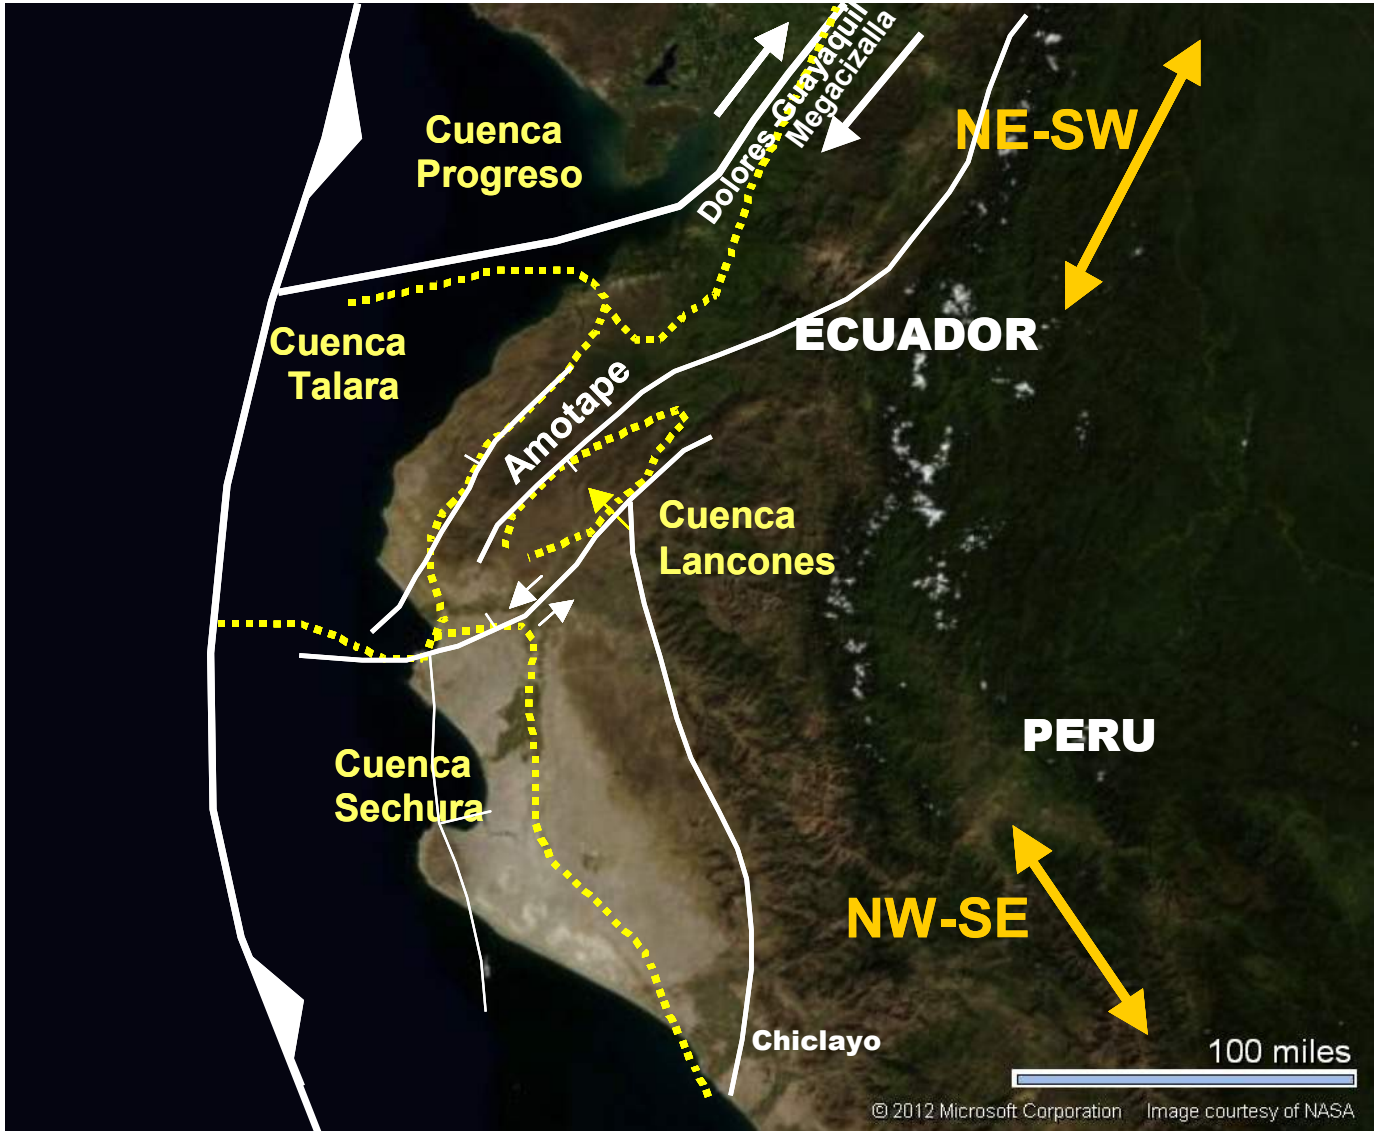 Dolores-Guayaquil
Megacizalla
Cuenca
Progreso
NE-SW
ECUADOR
Cuenca
Talara
Amotape
Cuenca
Lancones
PERU
Cuenca
Sechura
NW-SE
Chiclayo
100 miles
© 2012 Microsoft Corporation Image courtesy of NASA